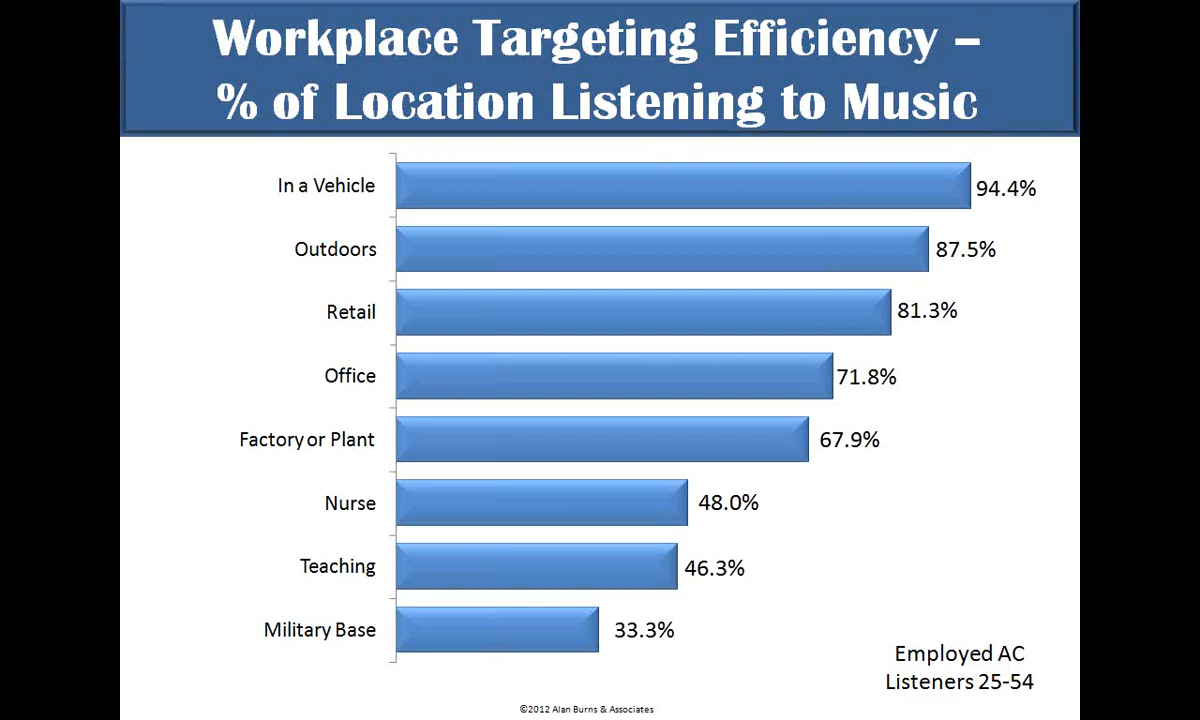 Workplace Targeting Efficiency –
% of Location Listening to Music
In a Vehicle 94.4%
Outdoors 87.5%
Retail 81.3%
Office 71.8%
Factory or Plant 67.9%
Nurse 48.0%
Teaching 46.3%
Military Base 33.3%
Employed AC
Listeners 25-54
©2012 Alan Burns & Associates